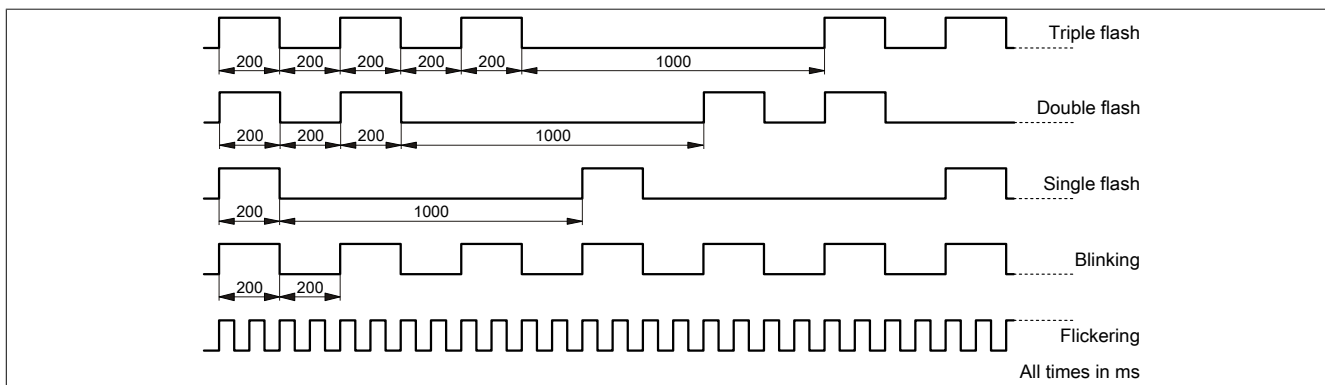 Triple flash
200 200 200 200 200 1000
Double flash
200 200 200 1000
Single flash
200 1000
Blinking
200 200
Flickering
All times in ms